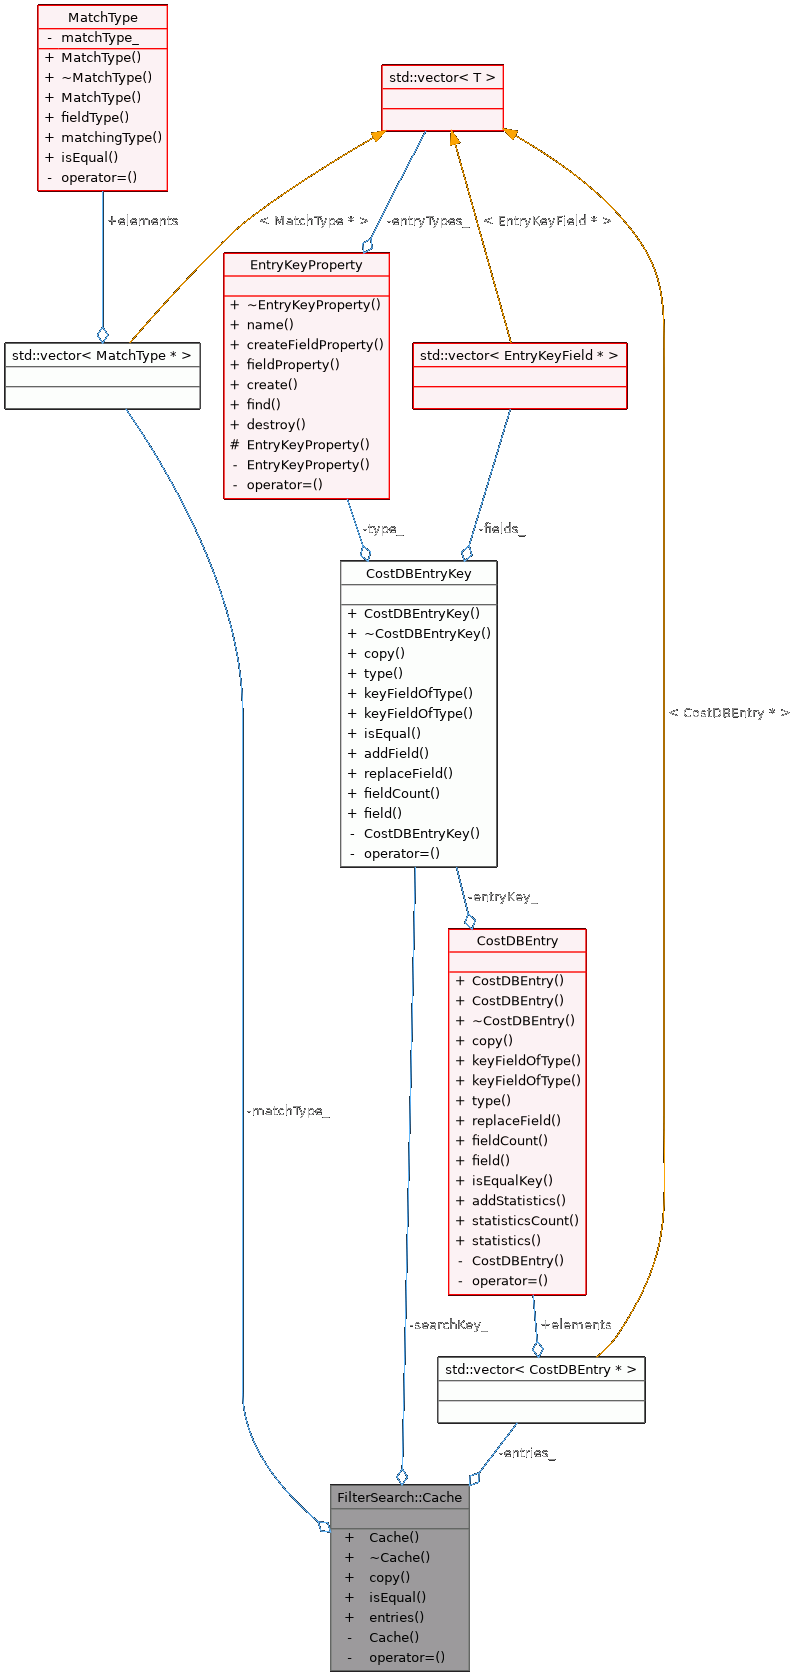 MatchType
- matchType_
+ MatchType()
+ ~MatchType()
+ MatchType()
+ fieldType()
+ matchingType()
+ isEqual()
- operator=()
std::vector< T >
+elements
< MatchType * >
-entryTypes_
< EntryKeyField * >
EntryKeyProperty
+ ~EntryKeyProperty()
+ name()
+ createFieldProperty()
+ fieldProperty()
+ create()
+ find()
+ destroy()
# EntryKeyProperty()
- EntryKeyProperty()
- operator=()
std::vector< MatchType * >
std::vector< EntryKeyField * >
-type_
-fields_
CostDBEntryKey
+ CostDBEntryKey()
+ ~CostDBEntryKey()
+ copy()
+ type()
+ keyFieldOfType()
+ keyFieldOfType()
+ isEqual()
+ addField()
+ replaceField()
+ fieldCount()
+ field()
- CostDBEntryKey()
- operator=()
< CostDBEntry * >
-entryKey_
CostDBEntry
+ CostDBEntry()
+ CostDBEntry()
+ ~CostDBEntry()
+ copy()
+ keyFieldOfType()
+ keyFieldOfType()
+ type()
+ replaceField()
+ fieldCount()
+ field()
+ isEqualKey()
+ addStatistics()
+ statisticsCount()
+ statistics()
- CostDBEntry()
- operator=()
-matchType_
-searchKey_
+elements
std::vector< CostDBEntry * >
-entries_
FilterSearch::Cache
+ Cache()
+ ~Cache()
+ copy()
+ isEqual()
+ entries()
- Cache()
- operator=()